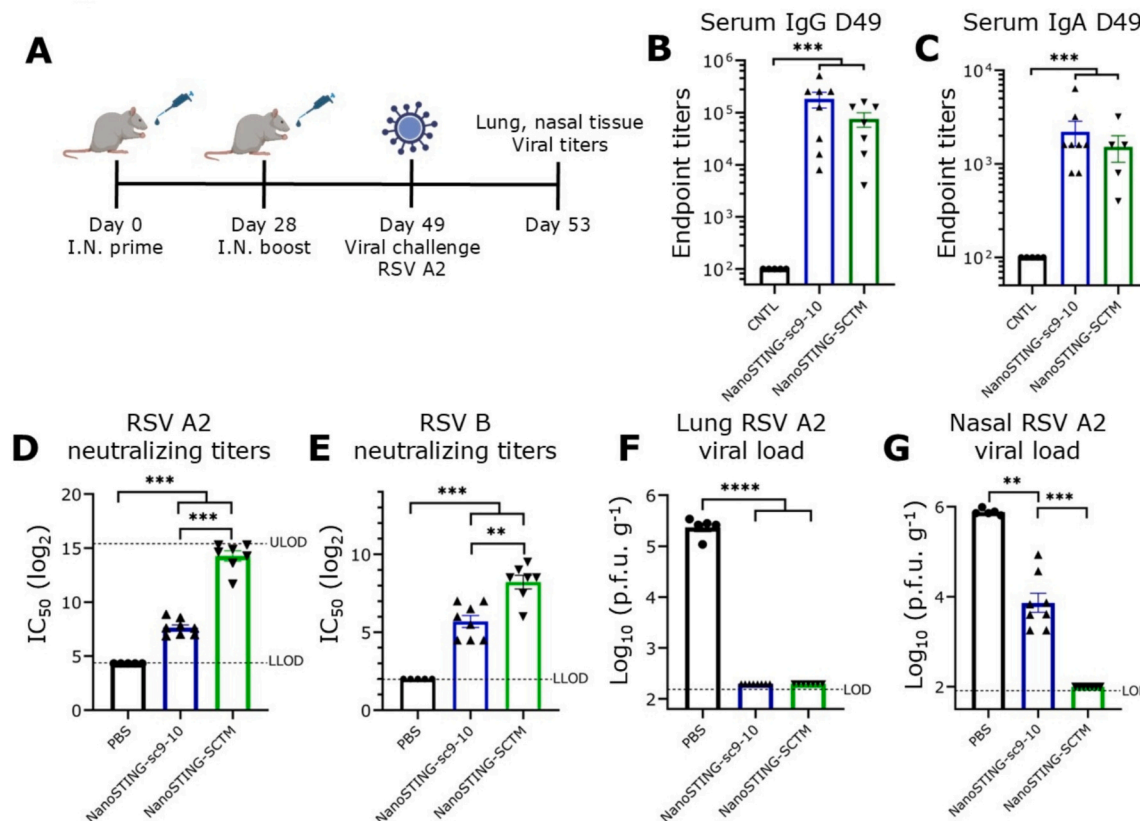 A
Day 0
I.N. prime
Day 28
I.N. boost
Day 49
Viral challenge
RSV A2
Lung, nasal tissue
Viral titers
Day 53
B
Serum IgG D49
Endpoint titers
10⁶
10⁵
10⁴
10³
10²
***
CNTL
NanoSTING-sc9-10
NanoSTING-SCTM
C
Serum IgA D49
Endpoint titers
10⁴
10³
10²
***
CNTL
NanoSTING-sc9-10
NanoSTING-SCTM
D
RSV A2
neutralizing titers
IC₅₀ (log₂)
20
15
10
5
0
***
***
ULOD
LLOD
PBS
NanoSTING-sc9-10
NanoSTING-SCTM
E
RSV B
neutralizing titers
IC₅₀ (log₂)
10
5
0
***
**
LLOD
PBS
NanoSTING-sc9-10
NanoSTING-SCTM
F
Lung RSV A2
viral load
Log₁₀ (p.f.u. g⁻¹)
6
5
4
3
2
****
LOD
PBS
NanoSTING-sc9-10
NanoSTING-SCTM
G
Nasal RSV A2
viral load
Log₁₀ (p.f.u. g⁻¹)
6
4
2
**
***
LO
PBS
NanoSTING-sc9-10
NanoSTING-SCTM